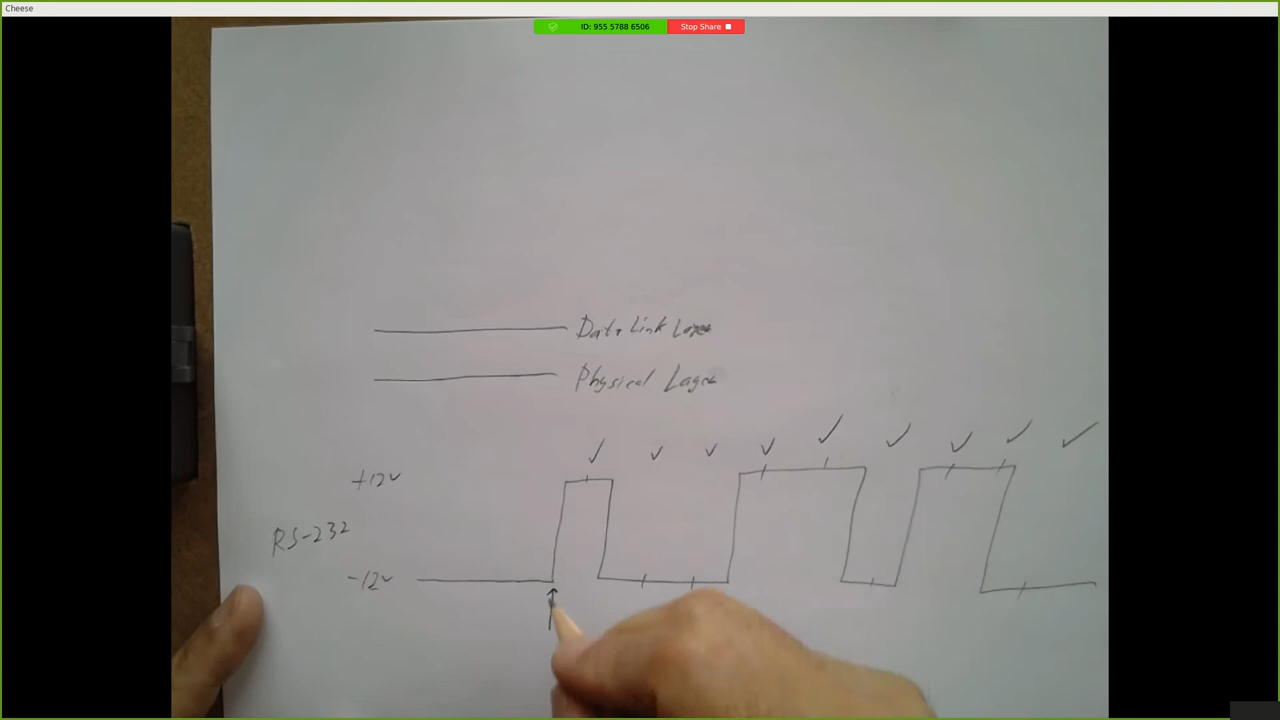 Cheese
ID: 955 5788 6506 Stop Share
Data Link Layer
Physical Layer
+12v
RS-232
-12v